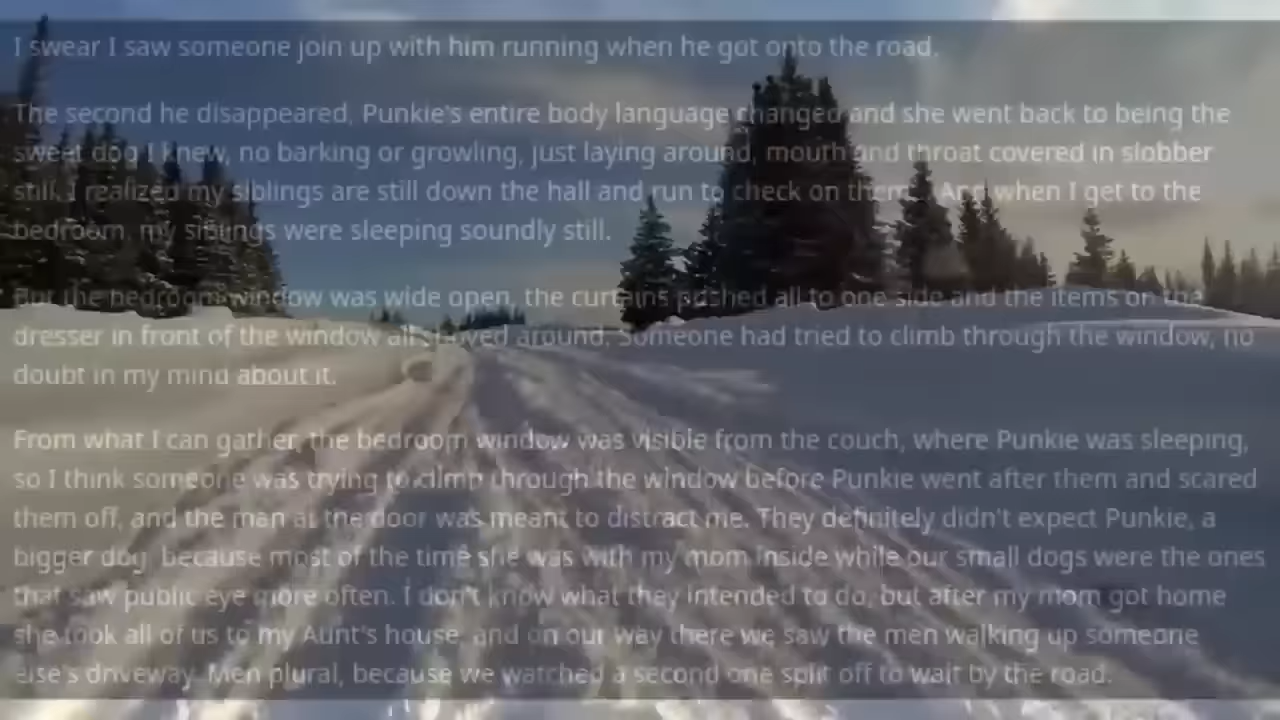 I swear I saw someone join up with him running when he got onto the road.
The second he disappeared, Punkie's entire body language changed and she went back to being the
sweet dog I knew, no barking or growling, just laying around, mouth and throat covered in slobber
still. I realized my siblings are still down the hall and run to check on them. And when I get to the
bedroom, my siblings were sleeping soundly still.
But the bedroom window was wide open, the curtains pushed all to one side and the items on the
dresser in front of the window all shoved around. Someone had tried to climb through the window, no
doubt in my mind about it.
From what I can gather, the bedroom window was visible from the couch, where Punkie was sleeping,
so I think someone was trying to climb through the window before Punkie went after them and scared
them off, and the man at the door was meant to distract me. They definitely didn't expect Punkie, a
bigger dog, because most of the time she was with my mom inside while our small dogs were the ones
that saw public eye more often. I don't know what they intended to do, but after my mom got home
she took all of us to my Aunt's house, and on our way there we saw the men walking up someone
else's driveway. Men plural, because we watched a second one split off to wait by the road.